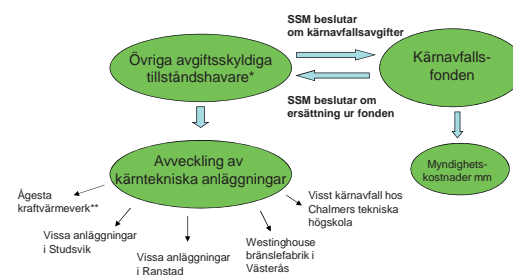 SSM beslutar
om kärnavfallsavgifter
Övriga avgiftsskyldiga
tillståndshavare*
Kärnavfalls-
fonden
SSM beslutar om
ersättning ur fonden
Avveckling av
kärntekniska anläggningar
Myndighets-
kostnader mm
Ågesta
kraftvärmeverk**
Vissa anläggningar
i Studsvik
Vissa anläggningar
i Ranstad
Westinghouse
bränslefabrik i
Västerås
Visst kärnavfall hos
Chalmers tekniska
högskola